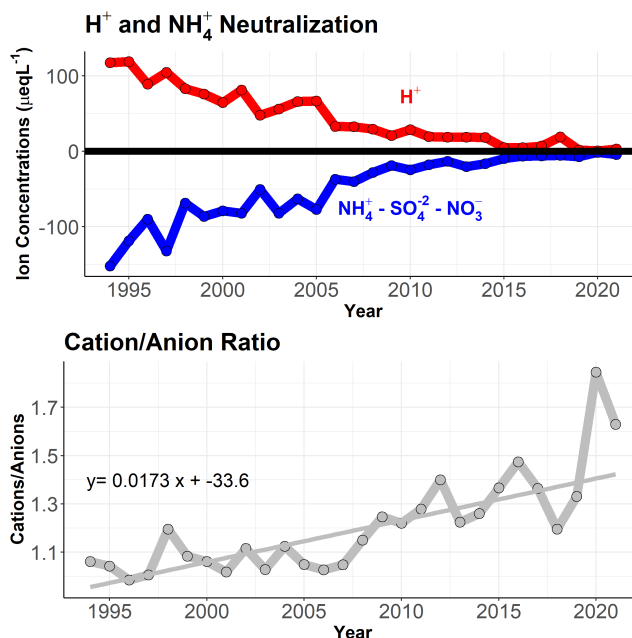 H⁺ and NH₄⁺ Neutralization
Ion Concentrations (μeqL⁻¹)
100
0
-100
H⁺
NH₄⁺ - SO₄⁻² - NO₃⁻
1995
2000
2005
2010
2015
2020
Year
Cation/Anion Ratio
Cations/Anions
1.7
1.5
1.3
1.1
y= 0.0173 x + -33.6
1995
2000
2005
2010
2015
2020
Year